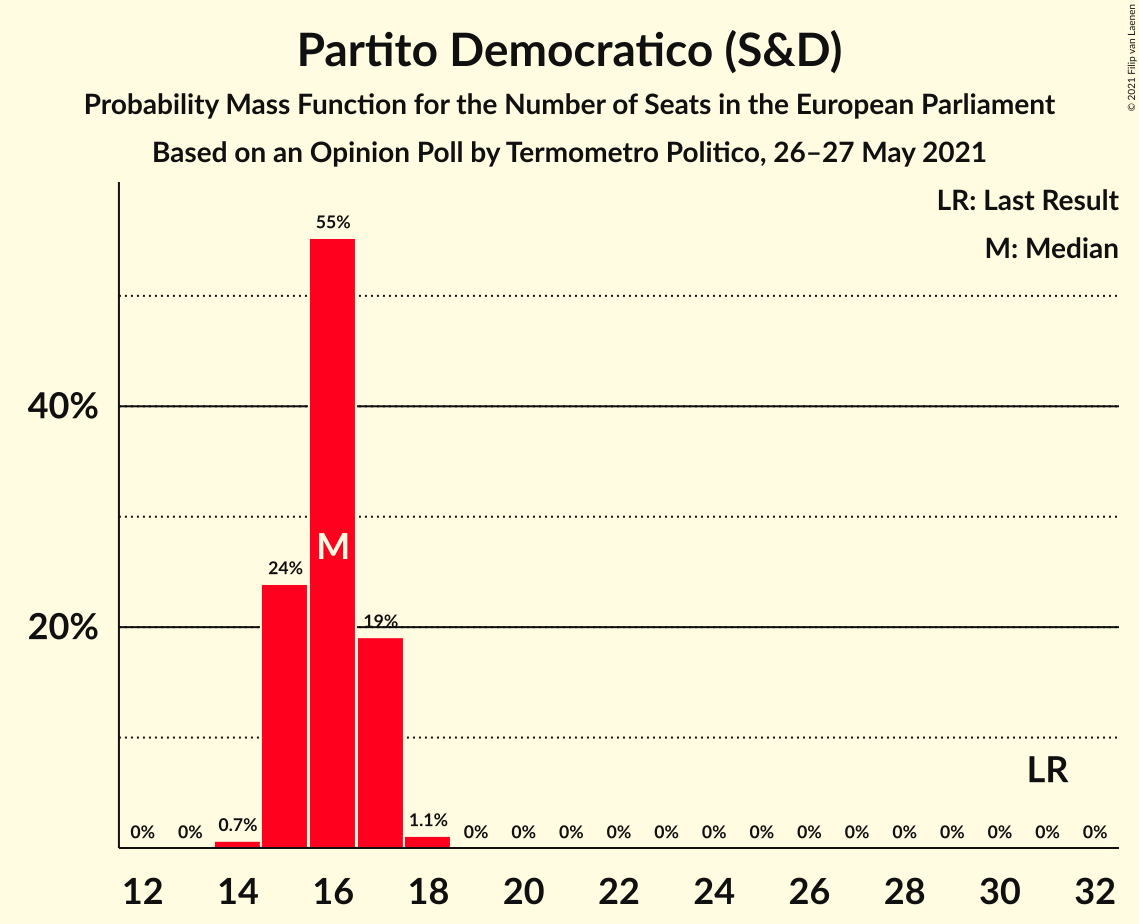 Partito Democratico (S&D)
Probability Mass Function for the Number of Seats in the European Parliament
Based on an Opinion Poll by Termometro Politico, 26–27 May 2021
© 2021 Filip van Laenen
LR: Last Result
M: Median
55%
40%
M
24%
19%
20%
LR
0% 0% 0.7% 1.1% 0% 0% 0% 0% 0% 0% 0% 0% 0% 0% 0% 0% 0% 0%
12 14 16 18 20 22 24 26 28 30 32